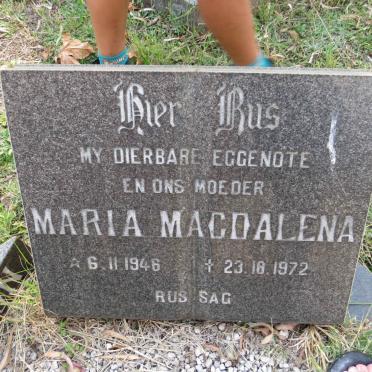 Hier Rus
MY DIERBARE EGGENOTE
EN ONS MOEDER
MARIA MAGDALENA
* 6.11.1946 + 23.10.1972
RUS SAG